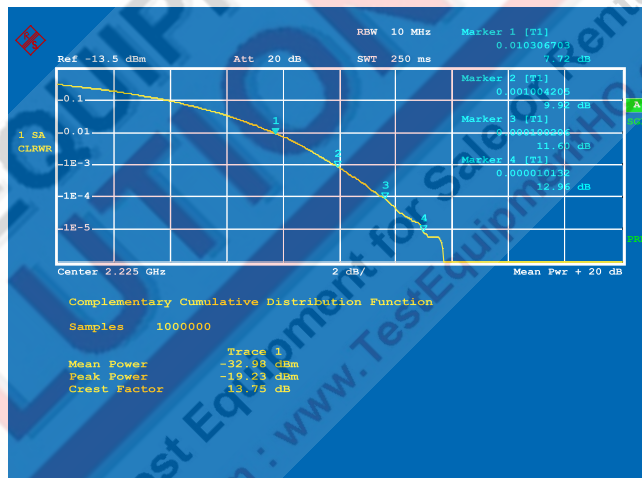 RBW 10 MHz Marker 1 [T1]
0.010306703
Ref -13.5 dBm Att 20 dB SWT 250 ms 7.72 dB
Marker 2 [T1]
0.001004205
9.92 dB
Marker 3 [T1]
11.60 dB
Marker 4 [T1]
0.000010132
12.96 dB
A
0.1
1
1 SA
CLRWR
0.01
2
1E-3
3
1E-4
4
1E-5
PRN
Center 2.225 GHz 2 dB/ Mean Pwr + 20 dB
Complementary Cumulative Distribution Function
Samples 1000000
Trace 1
Mean Power -32.98 dBm
Peak Power -19.23 dBm
Crest Factor 13.75 dB